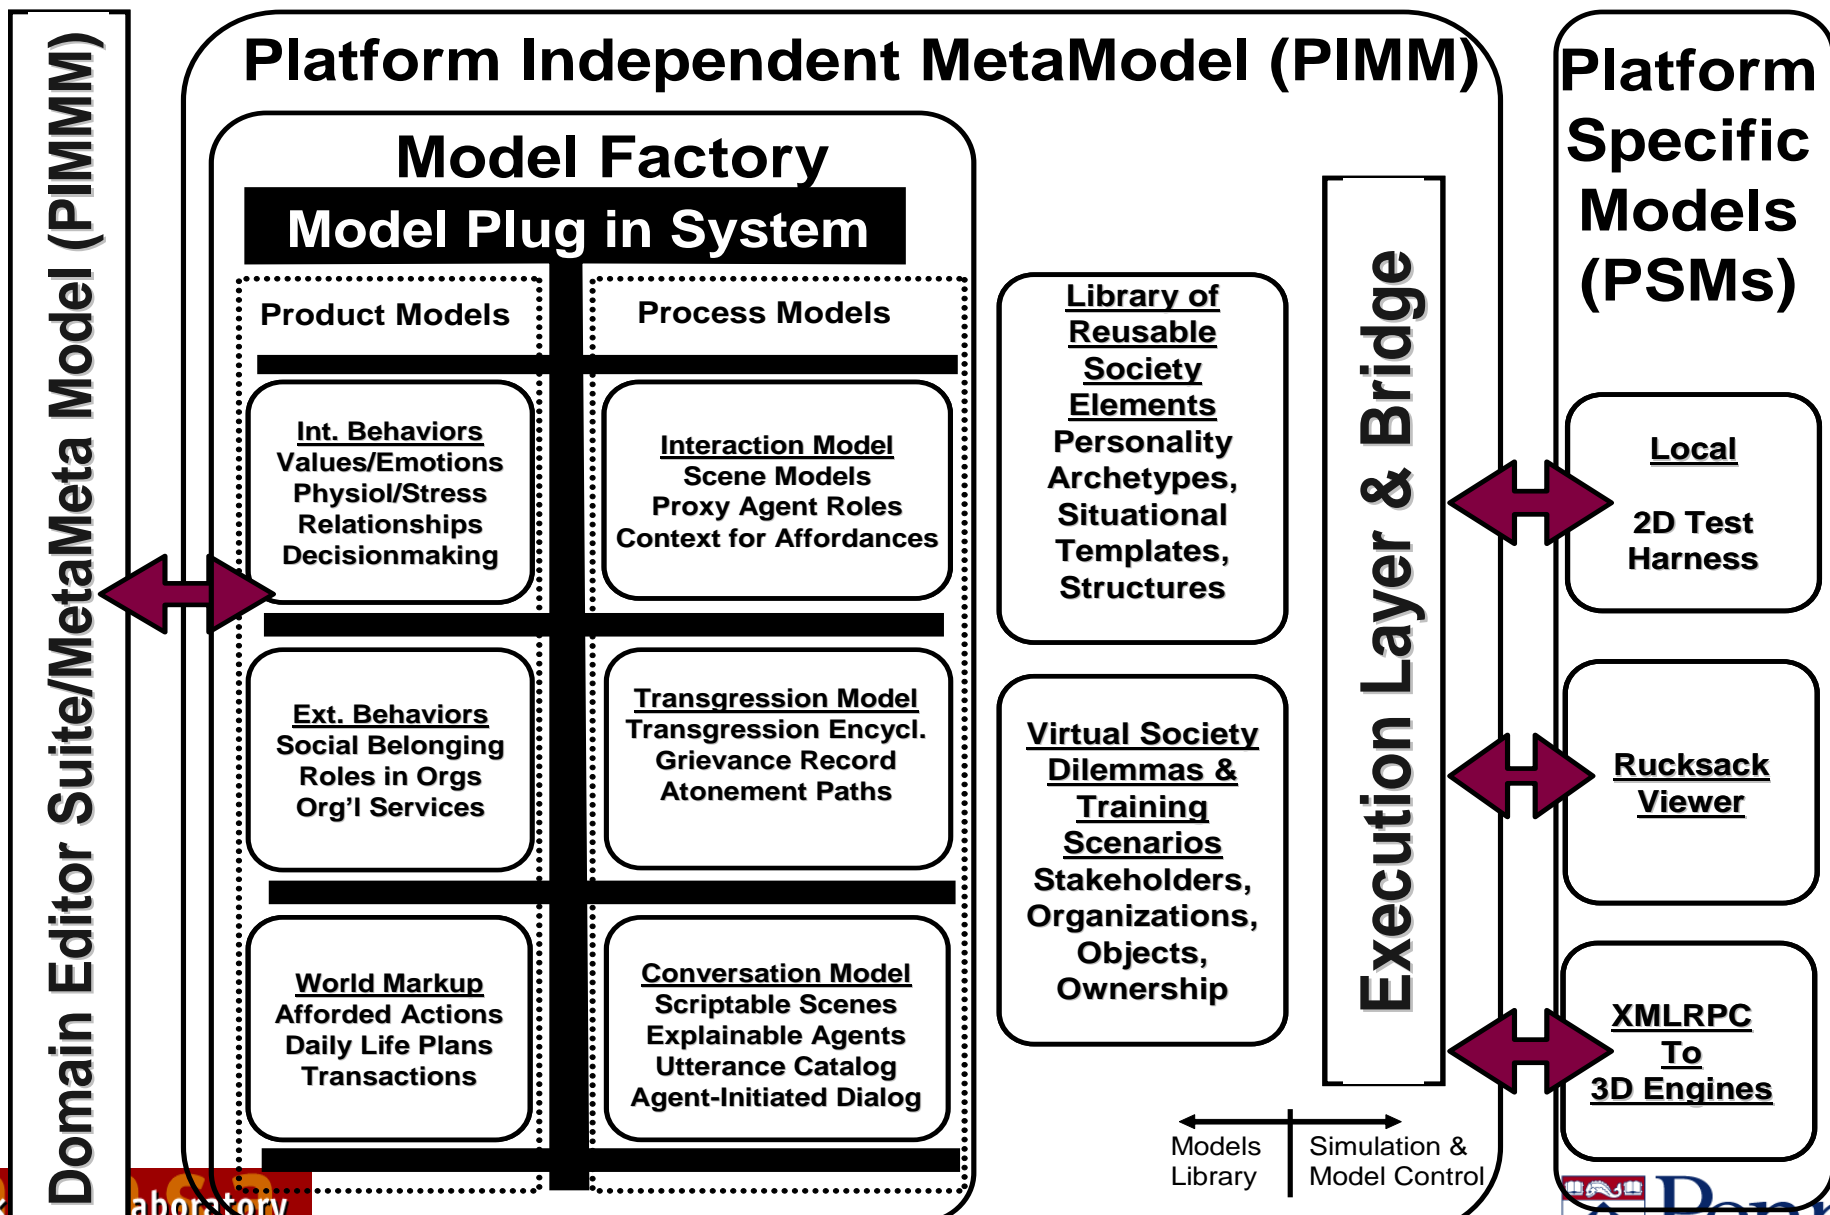 Domain Editor Suite/MetaMeta Model (PIMMM)
Platform Independent MetaModel (PIMM)
Model Factory
Model Plug in System
Product Models
Process Models
Int. Behaviors
Values/Emotions
Physiol/Stress
Relationships
Decisionmaking
Interaction Model
Scene Models
Proxy Agent Roles
Context for Affordances
Ext. Behaviors
Social Belonging
Roles in Orgs
Org'l Services
Transgression Model
Transgression Encycl.
Grievance Record
Atonement Paths
World Markup
Afforded Actions
Daily Life Plans
Transactions
Conversation Model
Scriptable Scenes
Explainable Agents
Utterance Catalog
Agent-Initiated Dialog
Library of
Reusable
Society
Elements
Personality
Archetypes,
Situational
Templates,
Structures
Virtual Society
Dilemmas &
Training
Scenarios
Stakeholders,
Organizations,
Objects,
Ownership
Execution Layer & Bridge
Models
Library
Simulation &
Model Control
Platform
Specific
Models
(PSMs)
Local
2D Test
Harness
Rucksack
Viewer
XMLRPC
To
3D Engines
aboratory